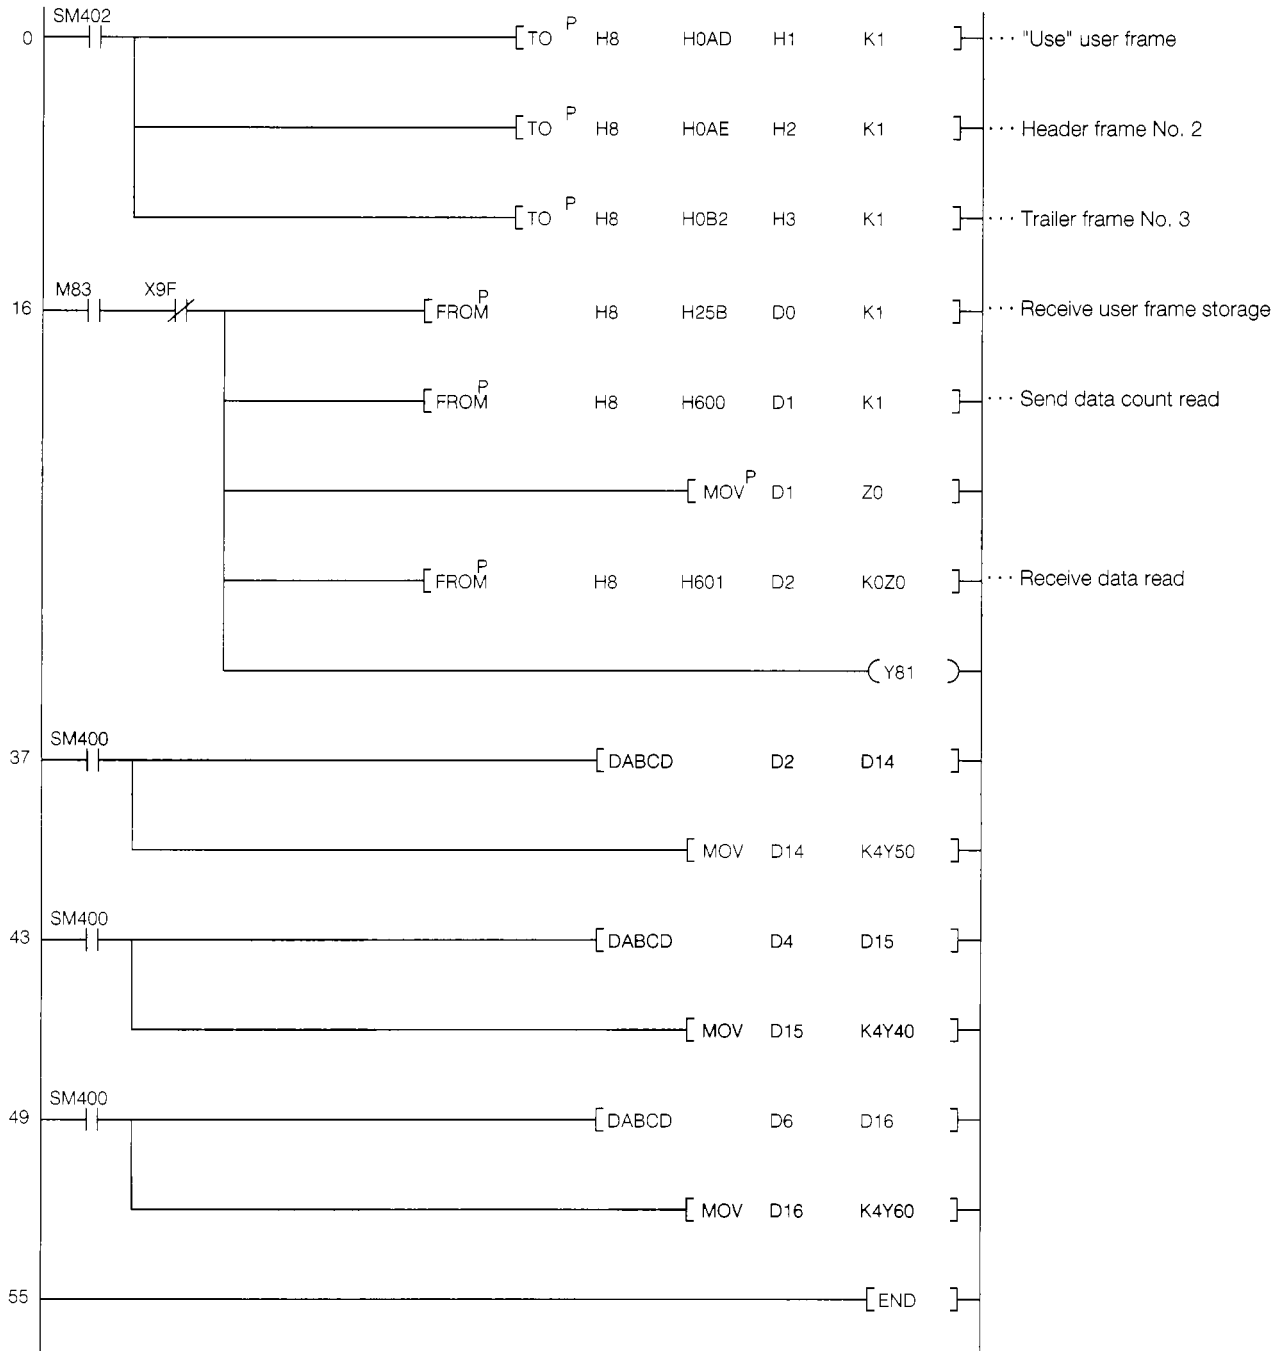 SM402
0 TO P H8 H0AD H1 K1 ··· "Use" user frame
TO P H8 H0AE H2 K1 ··· Header frame No. 2
TO P H8 H0B2 H3 K1 ··· Trailer frame No. 3
M83 X9F
16 FROM P H8 H25B D0 K1 ··· Receive user frame storage
FROM P H8 H600 D1 K1 ··· Send data count read
MOV P D1 Z0
FROM P H8 H601 D2 K0Z0 ··· Receive data read
Y81
SM400
37 DABCD D2 D14
MOV D14 K4Y50
SM400
43 DABCD D4 D15
MOV D15 K4Y40
SM400
49 DABCD D6 D16
MOV D16 K4Y60
55 END